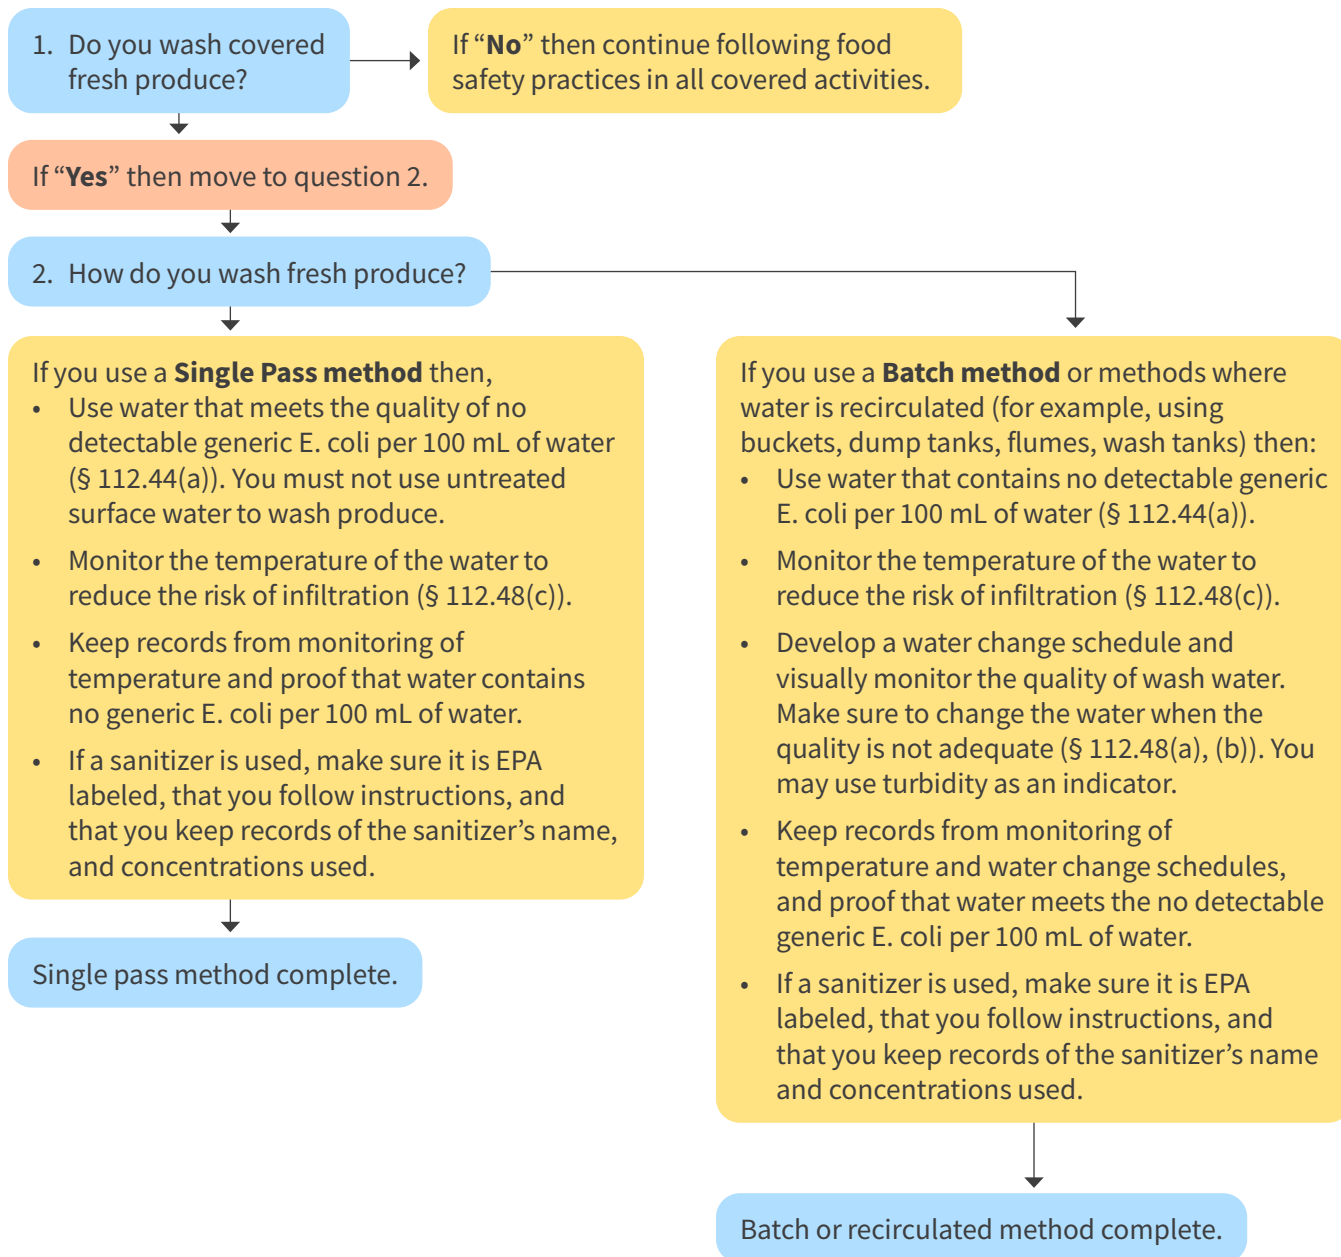 1. Do you wash covered
fresh produce?
If “No” then continue following food
safety practices in all covered activities.
If “Yes” then move to question 2.
2. How do you wash fresh produce?
If you use a Single Pass method then,
• Use water that meets the quality of no
detectable generic E. coli per 100 mL of water
(§ 112.44(a)). You must not use untreated
surface water to wash produce.
• Monitor the temperature of the water to
reduce the risk of infiltration (§ 112.48(c)).
• Keep records from monitoring of
temperature and proof that water contains
no generic E. coli per 100 mL of water.
• If a sanitizer is used, make sure it is EPA
labeled, that you follow instructions, and
that you keep records of the sanitizer’s name,
and concentrations used.
Single pass method complete.
If you use a Batch method or methods where
water is recirculated (for example, using
buckets, dump tanks, flumes, wash tanks) then:
• Use water that contains no detectable generic
E. coli per 100 mL of water (§ 112.44(a)).
• Monitor the temperature of the water to
reduce the risk of infiltration (§ 112.48(c)).
• Develop a water change schedule and
visually monitor the quality of wash water.
Make sure to change the water when the
quality is not adequate (§ 112.48(a), (b)). You
may use turbidity as an indicator.
• Keep records from monitoring of
temperature and water change schedules,
and proof that water meets the no detectable
generic E. coli per 100 mL of water.
• If a sanitizer is used, make sure it is EPA
labeled, that you follow instructions, and
that you keep records of the sanitizer’s name
and concentrations used.
Batch or recirculated method complete.